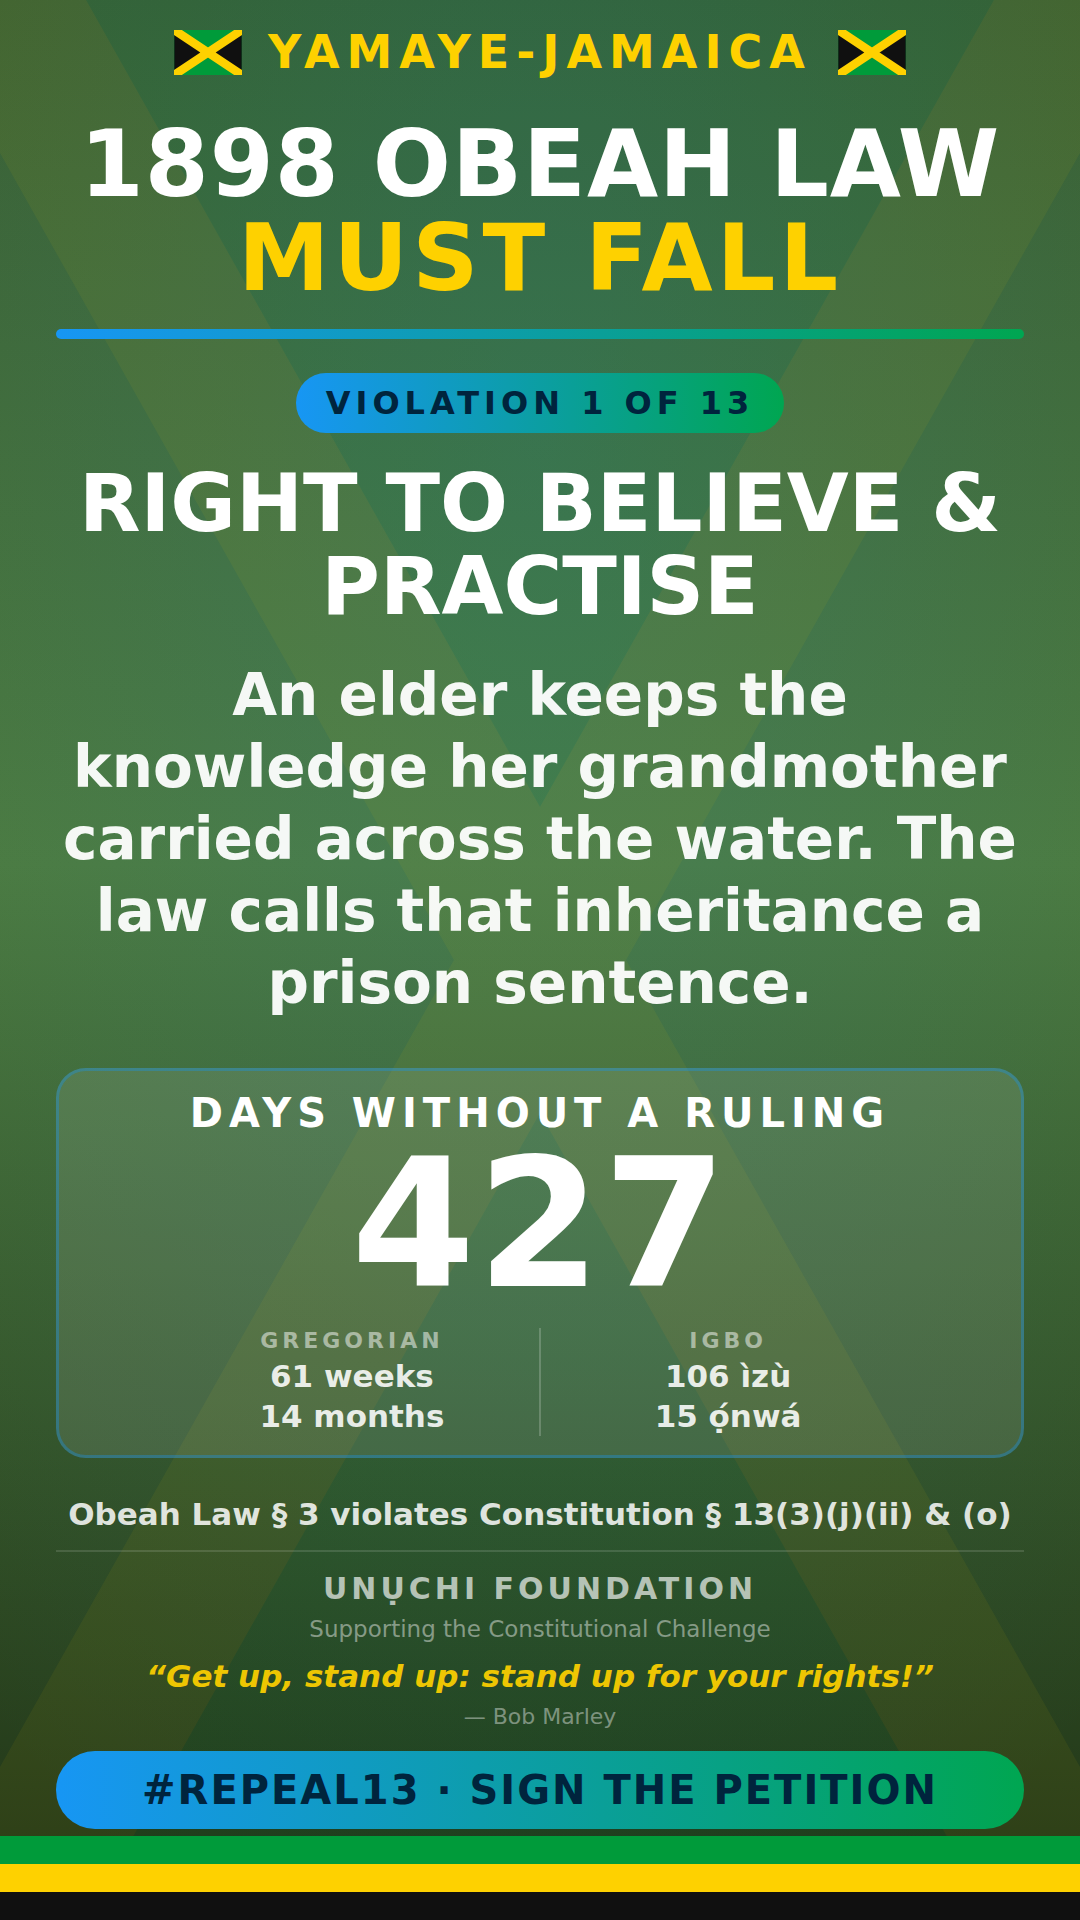 YAMAYE-JAMAICA
1898 OBEAH LAW
MUST FALL
VIOLATION 1 OF 13
RIGHT TO BELIEVE &
PRACTISE
An elder keeps the
knowledge her grandmother
carried across the water. The
law calls that inheritance a
prison sentence.
DAYS WITHOUT A RULING
427
GREGORIAN
61 weeks
14 months
IGBO
106 ìzù
15 ọ́nwá
Obeah Law § 3 violates Constitution § 13(3)(j)(ii) & (o)
UNỤCHI FOUNDATION
Supporting the Constitutional Challenge
“Get up, stand up: stand up for your rights!”
— Bob Marley
#REPEAL13 · SIGN THE PETITION